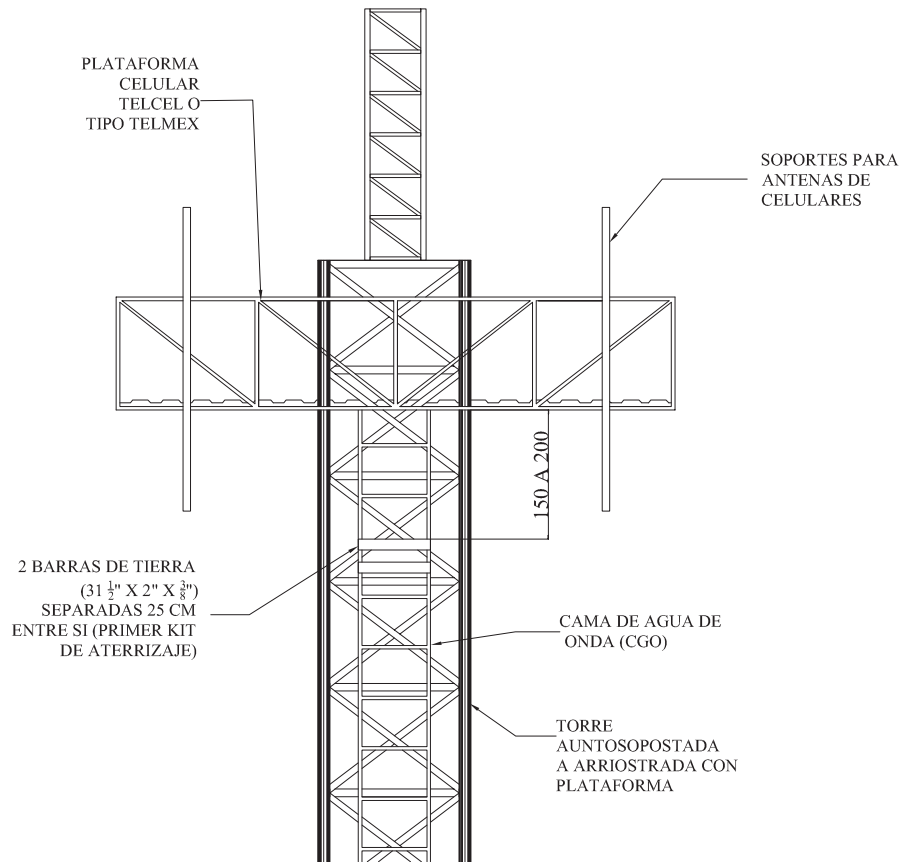 PLATAFORMA
CELULAR
TELCEL O
TIPO TELMEX
SOPORTES PARA
ANTENAS DE
CELULARES
150 A 200
2 BARRAS DE TIERRA
(31 1/2" X 2" X 3/8")
SEPARADAS 25 CM
ENTRE SI (PRIMER KIT
DE ATERRIZAJE)
CAMA DE AGUA DE
ONDA (CGO)
TORRE
AUNTOSOPOSTADA
A ARRIOSTRADA CON
PLATAFORMA